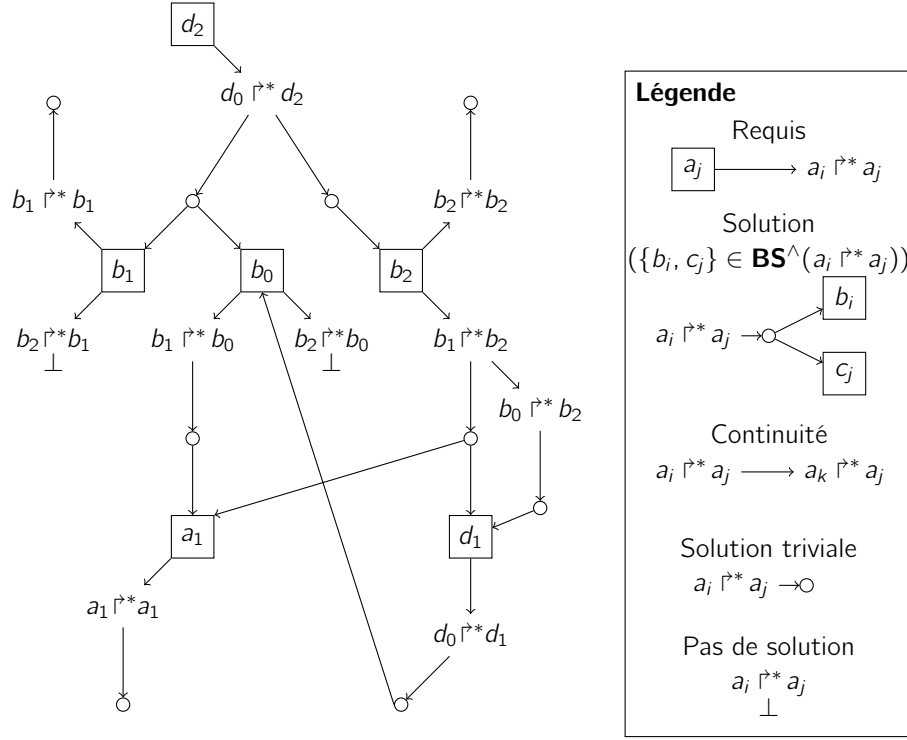 d₂
d₀ ↱* d₂
b₁ ↱* b₁
b₂ ↱* b₂
b₁
b₀
b₂
b₂ ↱* b₁
b₁ ↱* b₀
b₂ ↱* b₀
b₁ ↱* b₂
⊥
⊥
b₀ ↱* b₂
a₁
d₁
a₁ ↱* a₁
d₀ ↱* d₁
Légende
Requis
aⱼ
aᵢ ↱* aⱼ
Solution
({bᵢ, cⱼ} ∈ BS^∧(aᵢ ↱* aⱼ))
bᵢ
aᵢ ↱* aⱼ
cⱼ
Continuité
aᵢ ↱* aⱼ
aₖ ↱* aⱼ
Solution triviale
aᵢ ↱* aⱼ
Pas de solution
aᵢ ↱* aⱼ
⊥